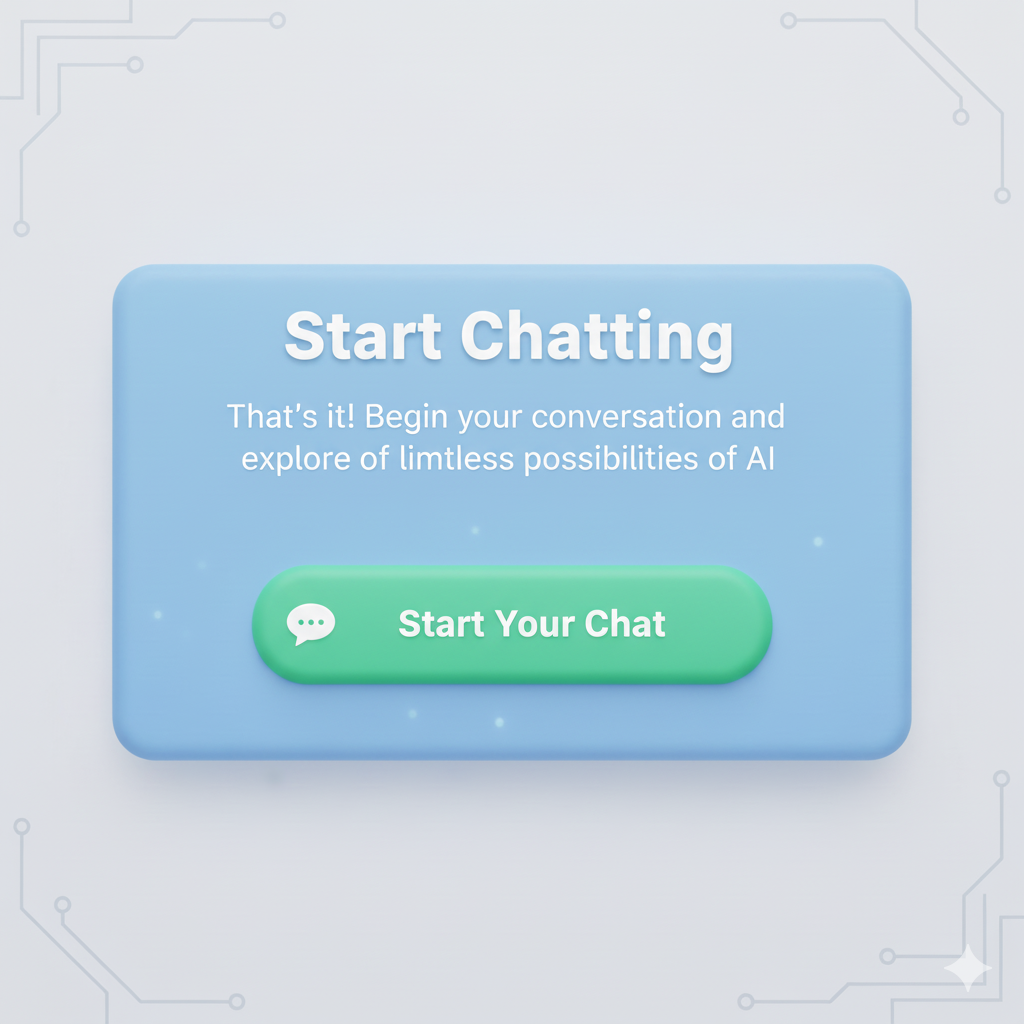 Start Chatting
That's it! Begin your conversation and
explore of limtless possibilities of AI
Start Your Chat